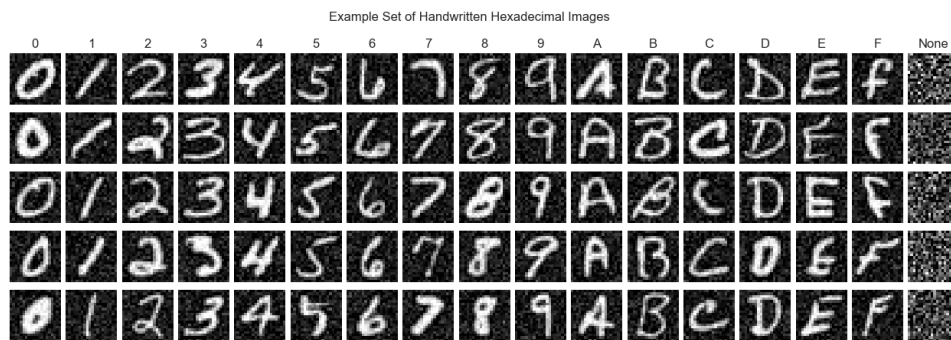 Example Set of Handwritten Hexadecimal Images
0 1 2 3 4 5 6 7 8 9 A B C D E F None
0 1 2 3 4 5 6 7 8 9 A B C D E F
0 1 2 3 4 5 6 7 8 9 A B C D E F
0 1 2 3 4 5 6 7 8 9 A B C D E F
0 1 2 3 4 5 6 7 8 9 A B C D E F
0 1 2 3 4 5 6 7 8 9 A B C D E F